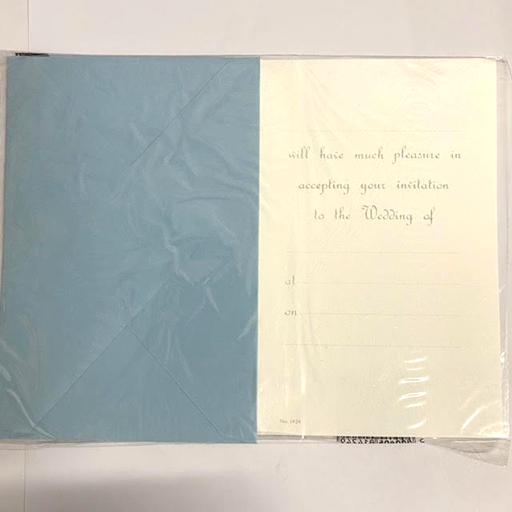 will have much pleasure in
accepting your invitation
to the Wedding of
at
on